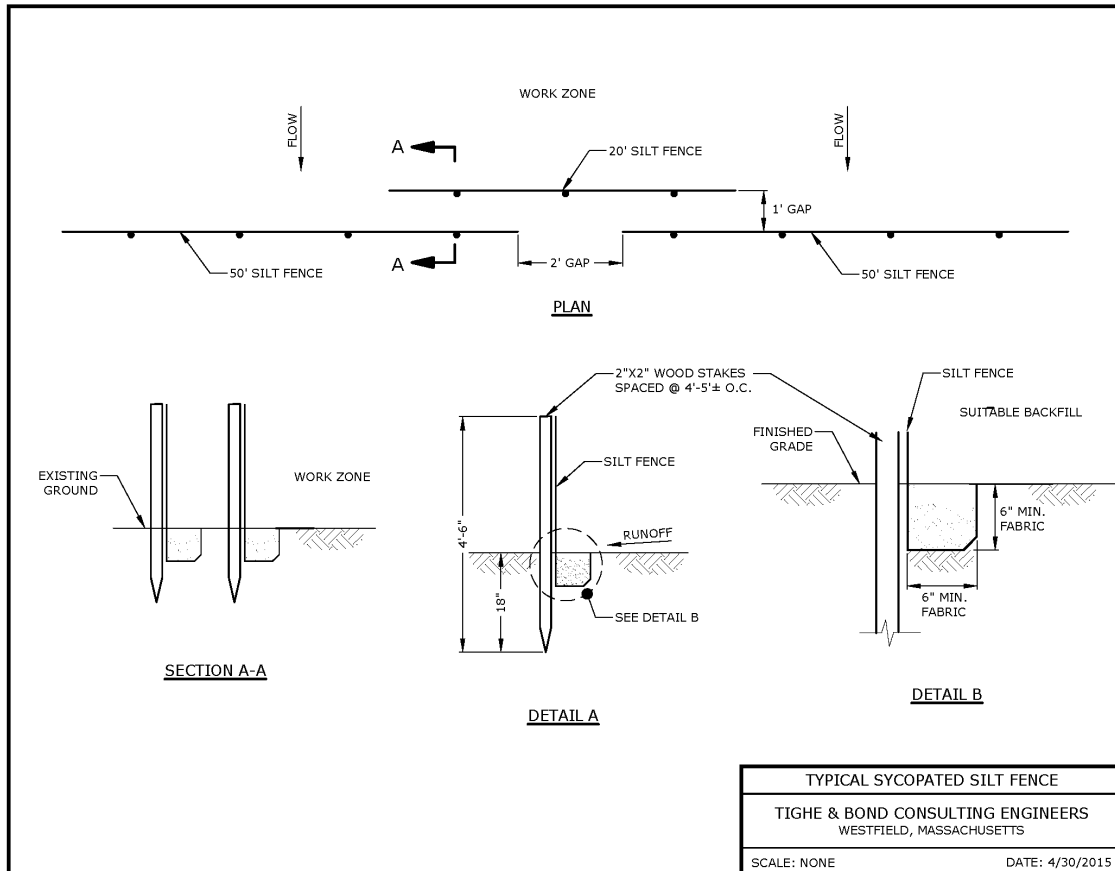 WORK ZONE
FLOW
FLOW
A
20' SILT FENCE
1' GAP
A
50' SILT FENCE
2' GAP
50' SILT FENCE
PLAN
EXISTING
GROUND
WORK ZONE
SECTION A-A
2"X2" WOOD STAKES
SPACED @ 4'-5'± O.C.
SILT FENCE
4'-6"
RUNOFF
18"
SEE DETAIL B
DETAIL A
SILT FENCE
SUITABLE BACKFILL
FINISHED
GRADE
6" MIN.
FABRIC
6" MIN.
FABRIC
DETAIL B
TYPICAL SYCOPATED SILT FENCE
TIGHE & BOND CONSULTING ENGINEERS
WESTFIELD, MASSACHUSETTS
SCALE: NONE DATE: 4/30/2015